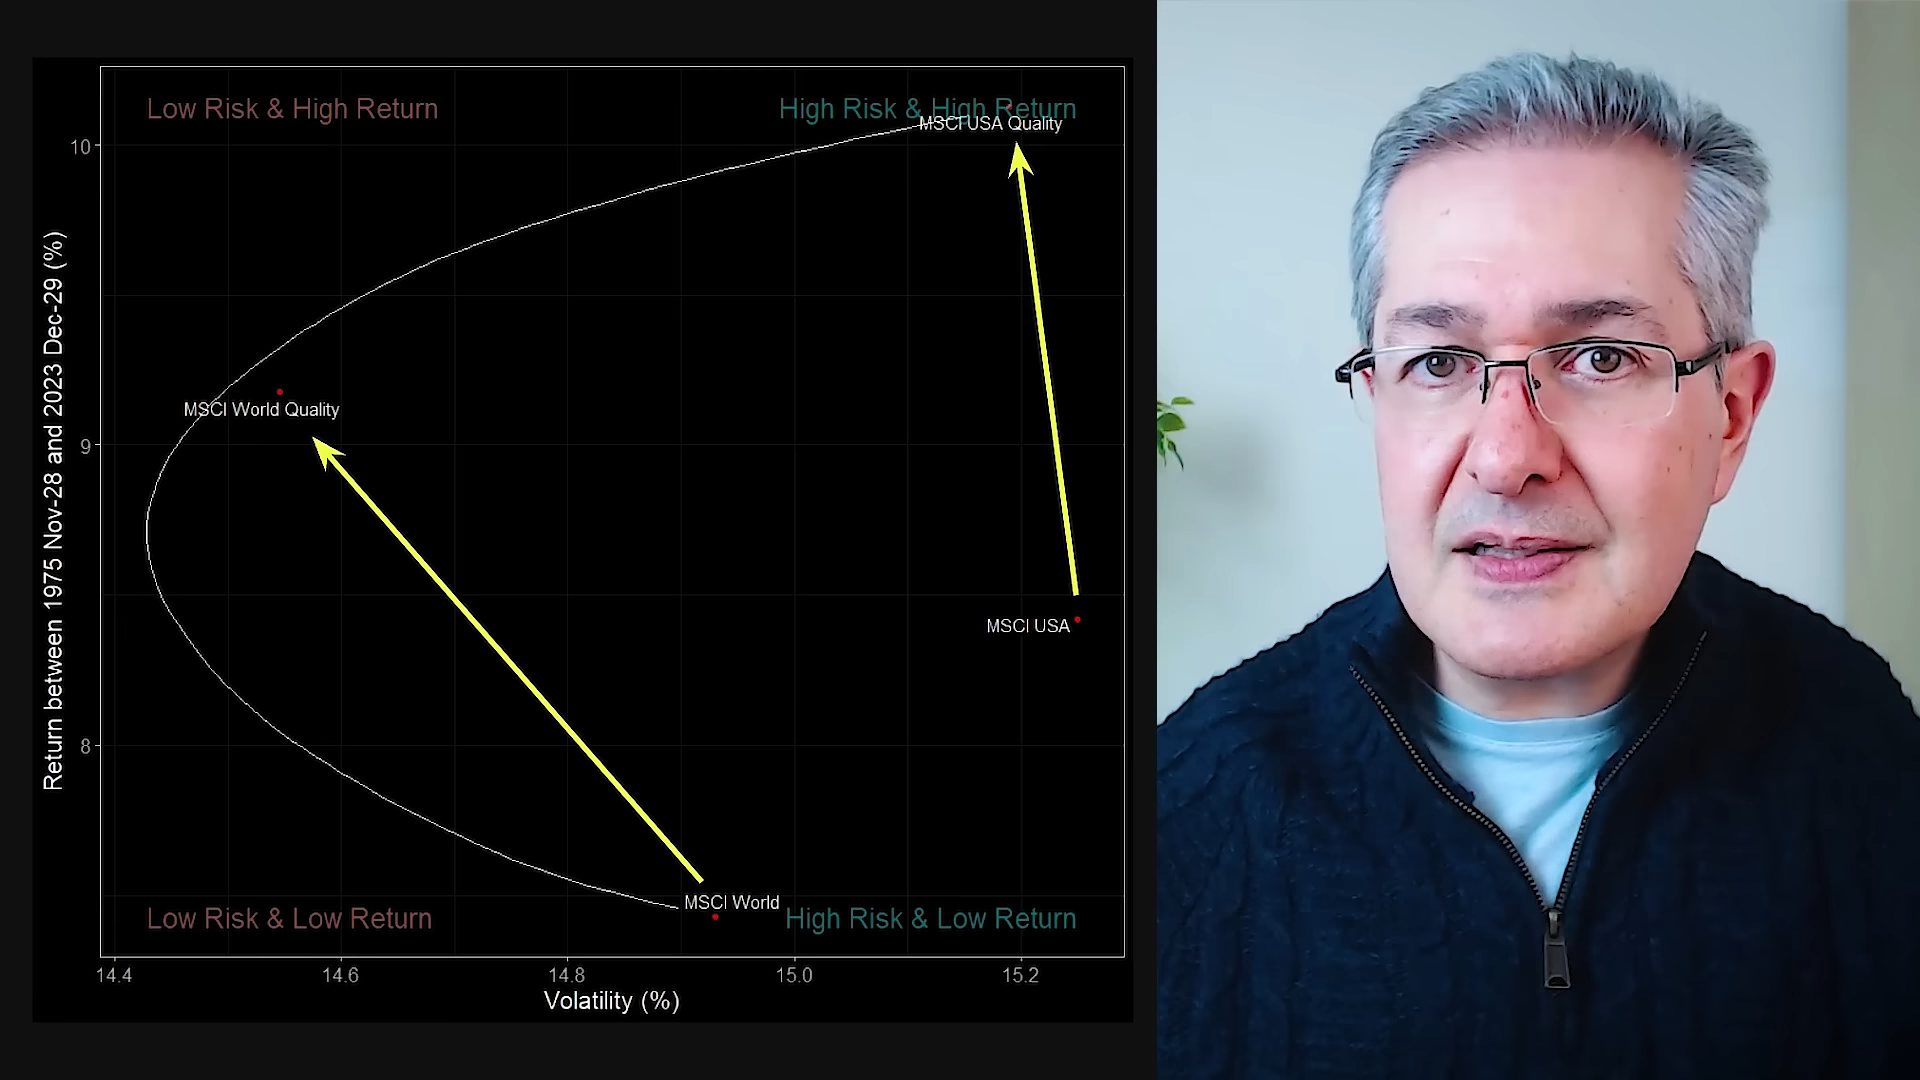 Low Risk & High Return
High Risk & High Return
MSCI USA Quality
10
Return between 1975 Nov-28 and 2023 Dec-29 (%)
MSCI World Quality
9
MSCI USA
8
MSCI World
Low Risk & Low Return
High Risk & Low Return
14.4
14.6
14.8
15.0
15.2
Volatility (%)